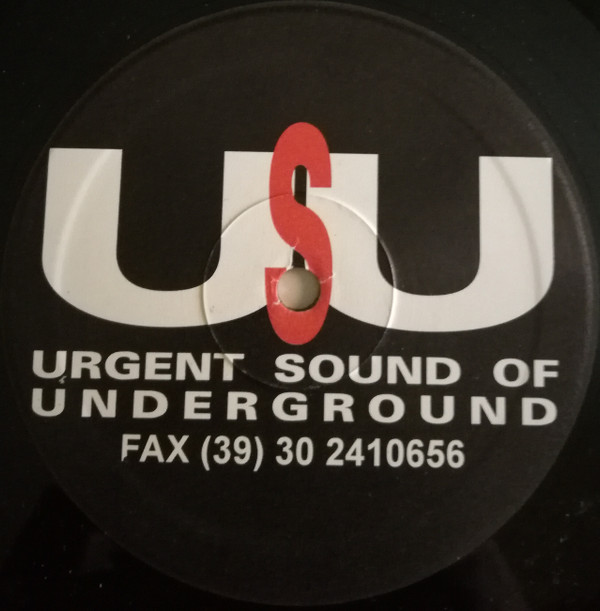 USU
URGENT SOUND OF
UNDERGROUND
FAX (39) 30 2410656